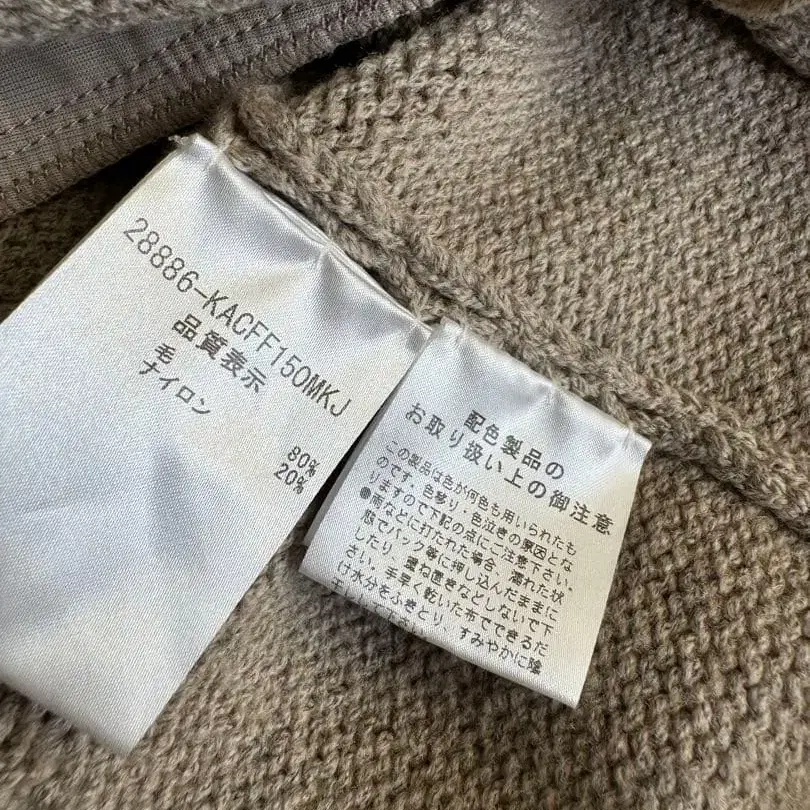 28886-KACFF150MKJ
品質表示
毛 80%
ナイロン 20%
配色製品の
お取り扱い上の御注意
この製品は色が何色も用いられたも
のです。色移り・色泣きの原因とな
りますので下記の点にご注意下さい。
●雨などに打たれた場合、濡れた状
態でバック等に押し込んだままに
したり、重ね置きなどしないで下
さい。手早く乾いた布でできるだ
け水分をふきとり、すみやかに陰
干しして下さい。